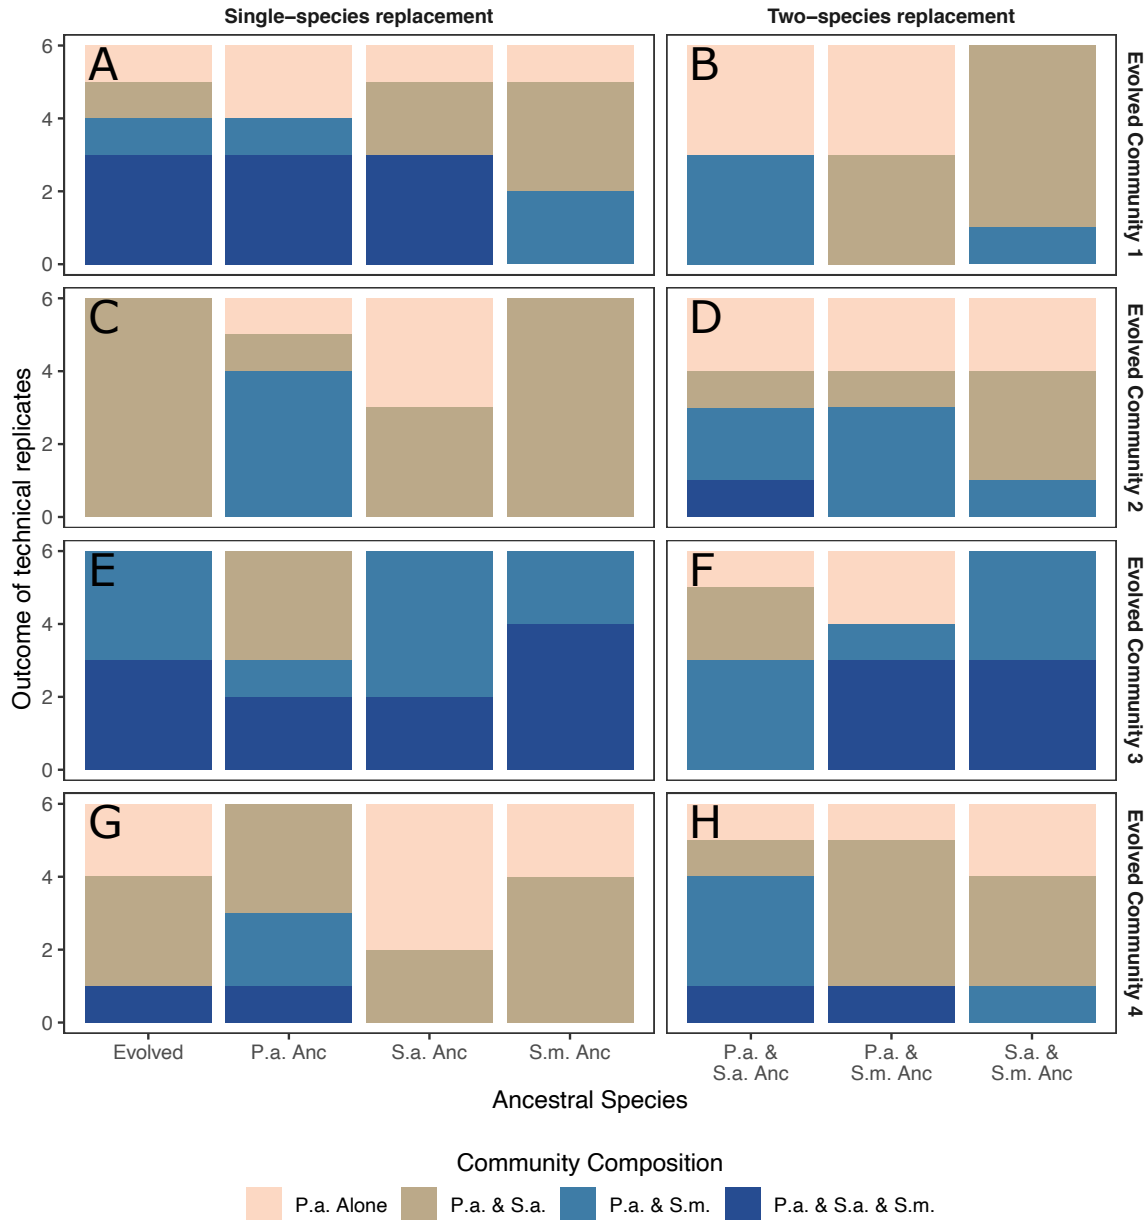 Single−species replacement
Two−species replacement
6
4
2
0
A
B
Evolved Community 1
6
4
2
0
C
D
Evolved Community 2
6
4
2
0
E
F
Evolved Community 3
6
4
2
0
G
H
Evolved Community 4
Outcome of technical replicates
Evolved
P.a. Anc
S.a. Anc
S.m. Anc
P.a. &
S.a. Anc
P.a. &
S.m. Anc
S.a. &
S.m. Anc
Ancestral Species
Community Composition
P.a. Alone
P.a. & S.a.
P.a. & S.m.
P.a. & S.a. & S.m.